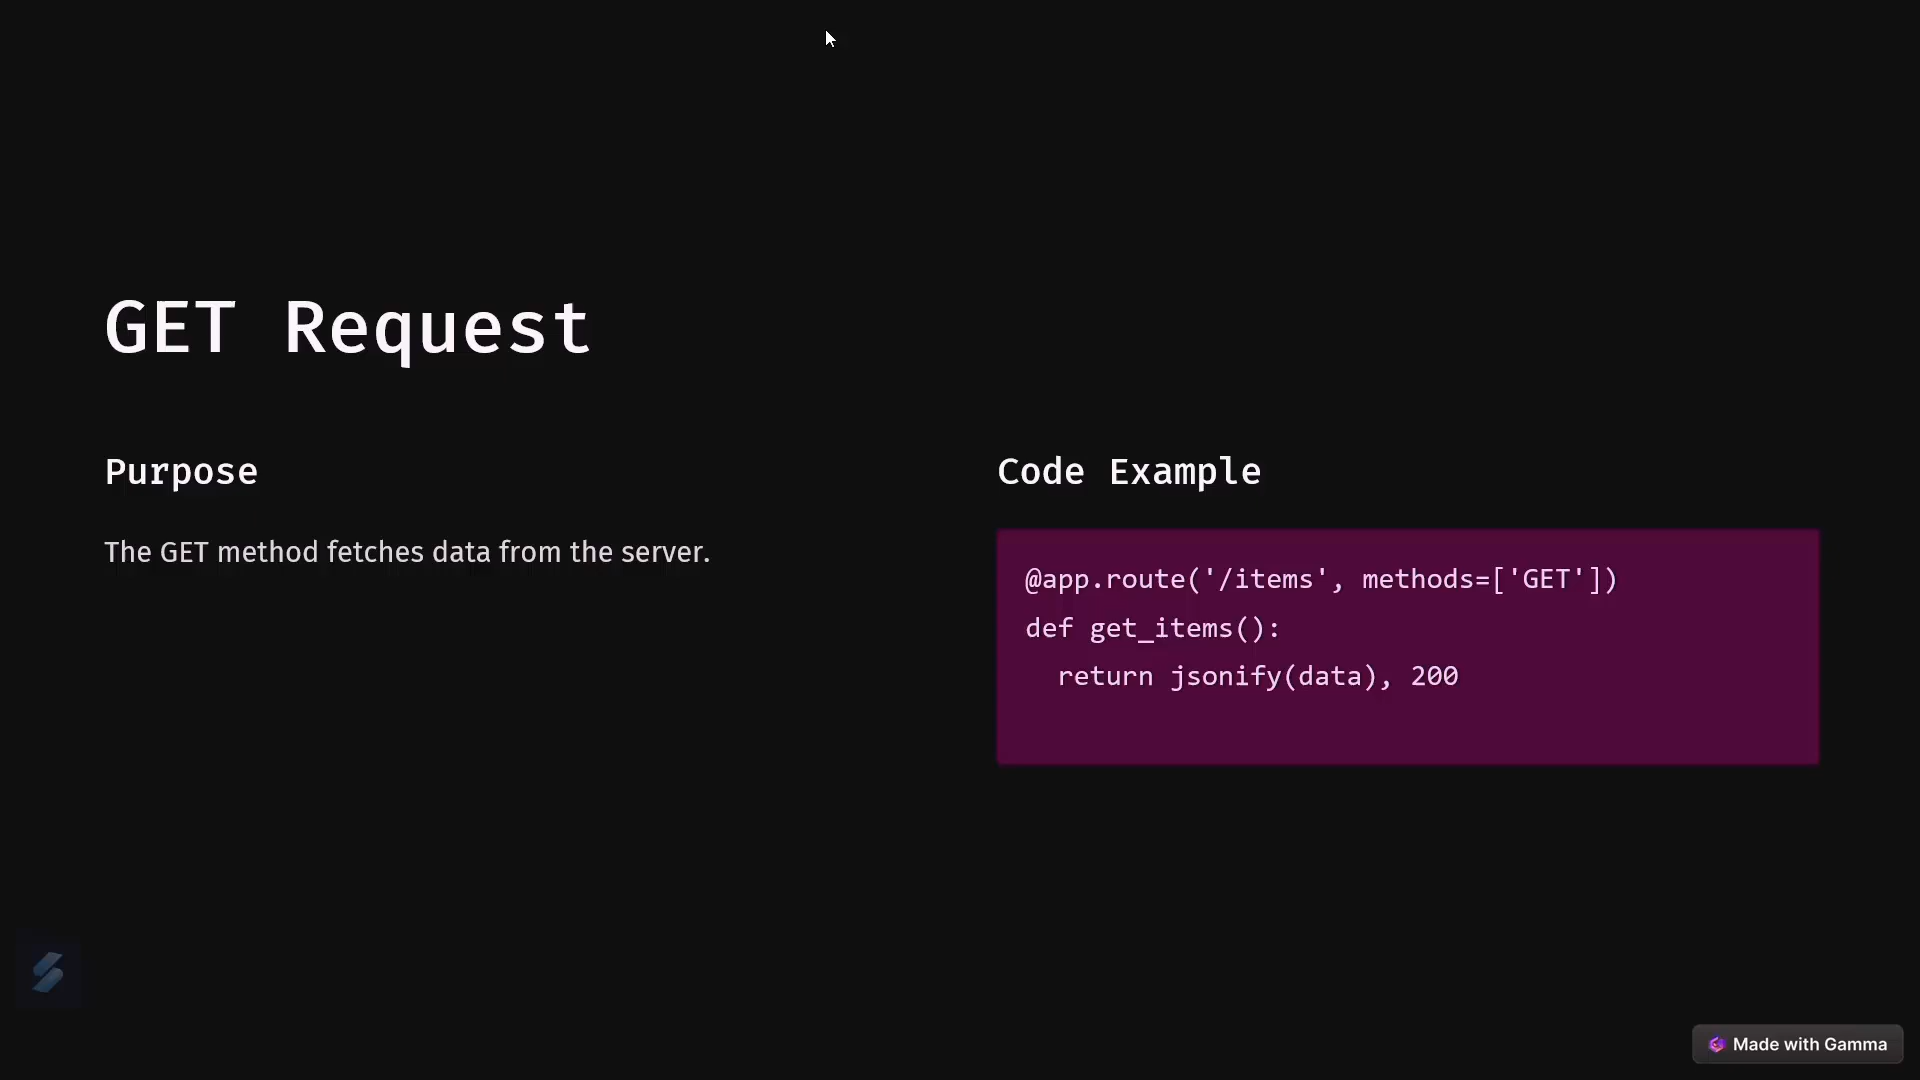 GET Request
Purpose
The GET method fetches data from the server.
Code Example
@app.route('/items', methods=['GET'])
def get_items():
  return jsonify(data), 200
Made with Gamma